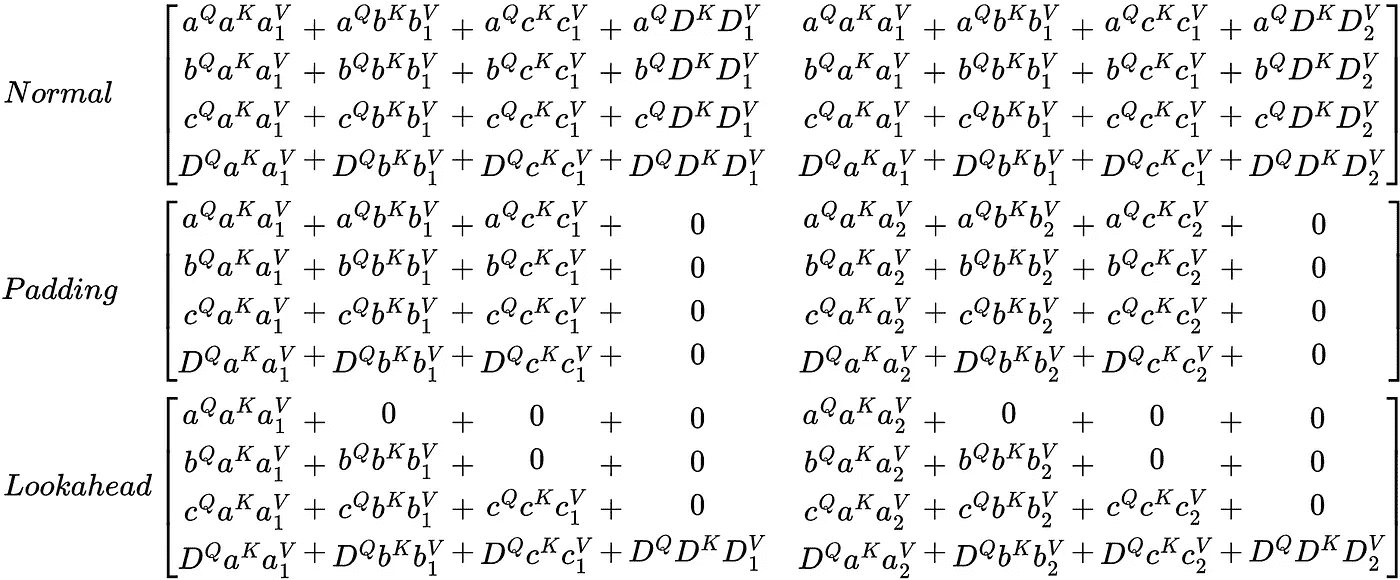 Normal
a^Q a^K a_1^V + a^Q b^K b_1^V + a^Q c^K c_1^V + a^Q D^K D_1^V   a^Q a^K a_1^V + a^Q b^K b_1^V + a^Q c^K c_1^V + a^Q D^K D_2^V
b^Q a^K a_1^V + b^Q b^K b_1^V + b^Q c^K c_1^V + b^Q D^K D_1^V   b^Q a^K a_1^V + b^Q b^K b_1^V + b^Q c^K c_1^V + b^Q D^K D_2^V
c^Q a^K a_1^V + c^Q b^K b_1^V + c^Q c^K c_1^V + c^Q D^K D_1^V   c^Q a^K a_1^V + c^Q b^K b_1^V + c^Q c^K c_1^V + c^Q D^K D_2^V
D^Q a^K a_1^V + D^Q b^K b_1^V + D^Q c^K c_1^V + D^Q D^K D_1^V   D^Q a^K a_1^V + D^Q b^K b_1^V + D^Q c^K c_1^V + D^Q D^K D_2^V
Padding
a^Q a^K a_1^V + a^Q b^K b_1^V + a^Q c^K c_1^V + 0   a^Q a^K a_2^V + a^Q b^K b_2^V + a^Q c^K c_2^V + 0
b^Q a^K a_1^V + b^Q b^K b_1^V + b^Q c^K c_1^V + 0   b^Q a^K a_2^V + b^Q b^K b_2^V + b^Q c^K c_2^V + 0
c^Q a^K a_1^V + c^Q b^K b_1^V + c^Q c^K c_1^V + 0   c^Q a^K a_2^V + c^Q b^K b_2^V + c^Q c^K c_2^V + 0
D^Q a^K a_1^V + D^Q b^K b_1^V + D^Q c^K c_1^V + 0   D^Q a^K a_2^V + D^Q b^K b_2^V + D^Q c^K c_2^V + 0
Lookahead
a^Q a^K a_1^V + 0 + 0 + 0   a^Q a^K a_2^V + 0 + 0 + 0
b^Q a^K a_1^V + b^Q b^K b_1^V + 0 + 0   b^Q a^K a_2^V + b^Q b^K b_2^V + 0 + 0
c^Q a^K a_1^V + c^Q b^K b_1^V + c^Q c^K c_1^V + 0   c^Q a^K a_2^V + c^Q b^K b_2^V + c^Q c^K c_2^V + 0
D^Q a^K a_1^V + D^Q b^K b_1^V + D^Q c^K c_1^V + D^Q D^K D_1^V   D^Q a^K a_2^V + D^Q b^K b_2^V + D^Q c^K c_2^V + D^Q D^K D_2^V